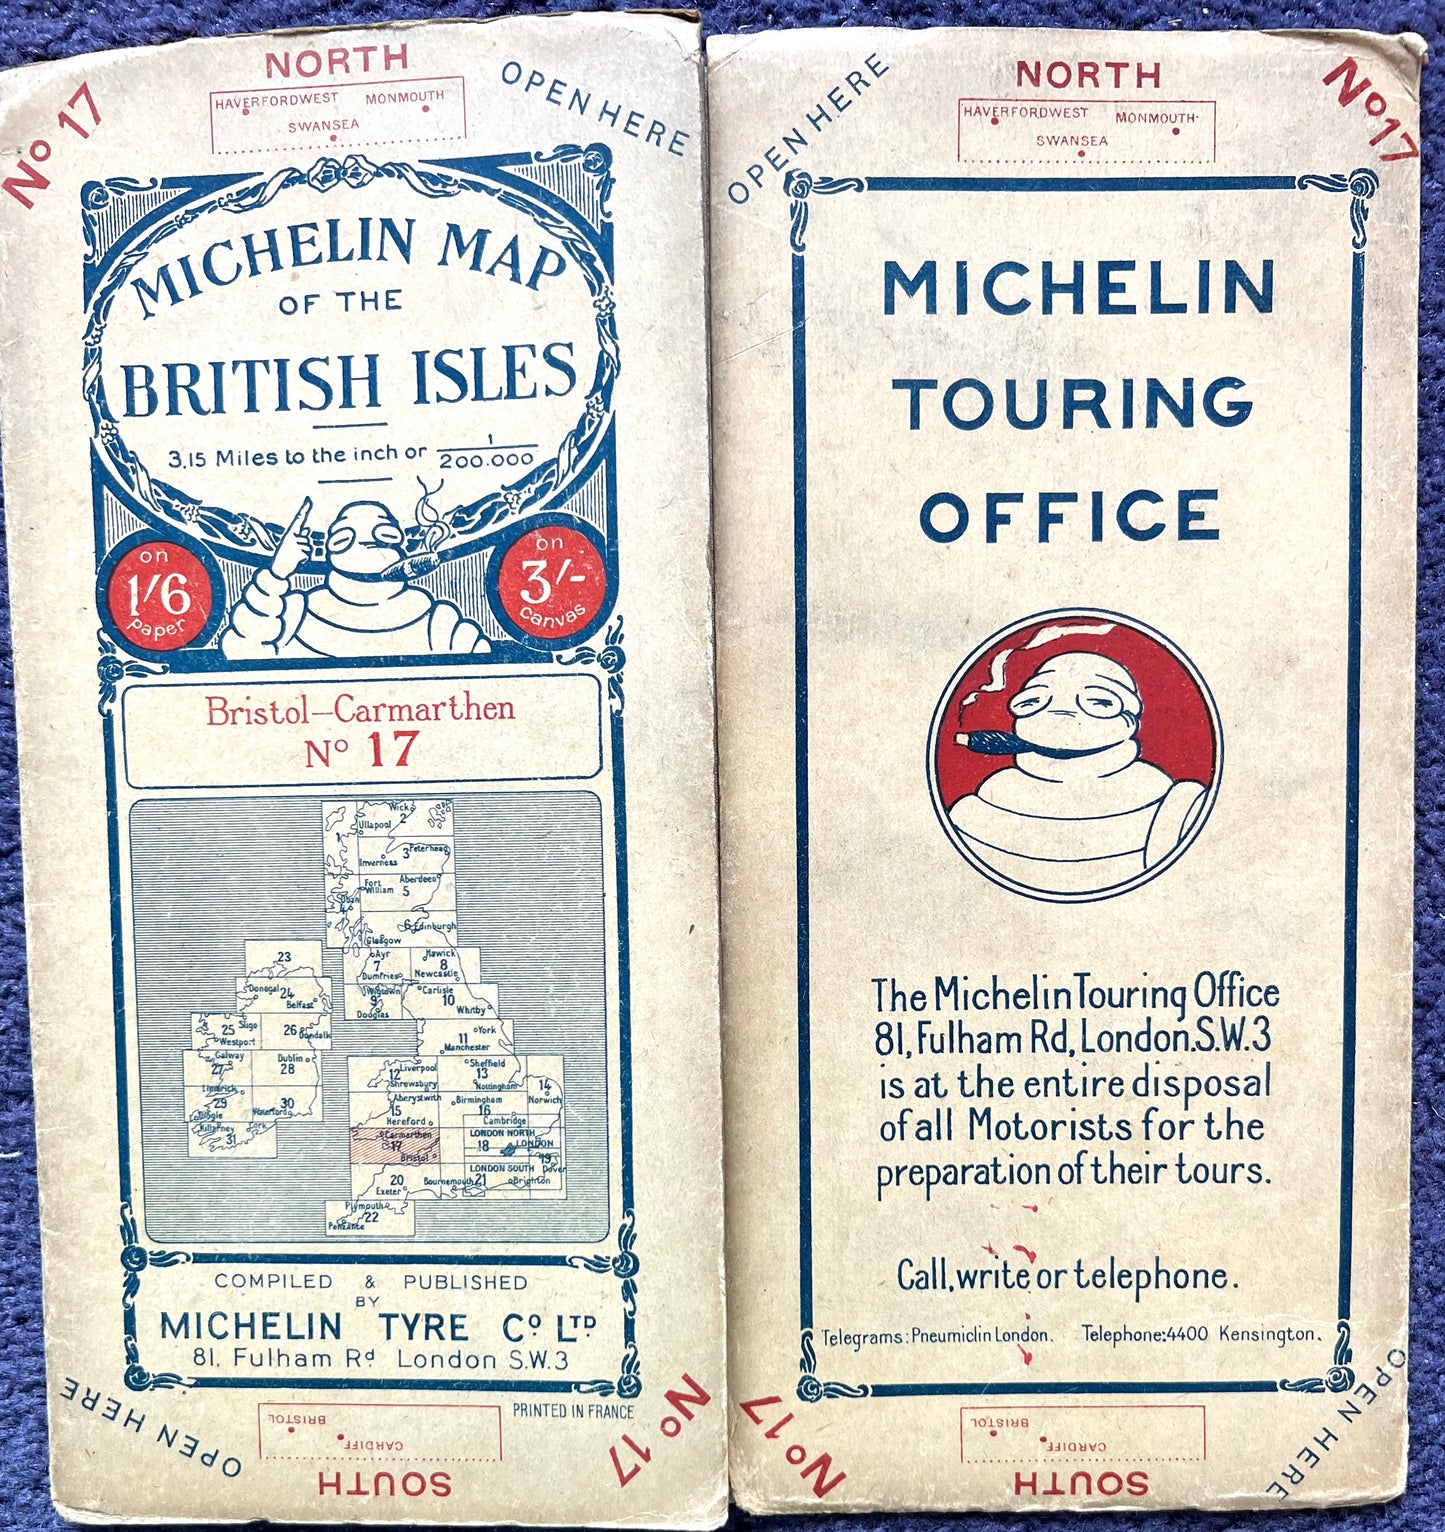 No 17
NORTH
OPEN HERE
HAVERFORDWEST MONMOUTH
SWANSEA
MICHELIN MAP
OF THE
BRITISH ISLES
3,15 Miles to the inch or 1/200.000
on
1/6
paper
on
3/-
canvas
Bristol–Carmarthen
No 17
Wick
2
Ullapool
1
3
Peterhead
Inverness
Fort William
Aberdeen
5
Oban
4
6
Edinburgh
Glasgow
Ayr
7
Dumfries
Hawick
8
Newcastle
23
Donegal
24
Belfast
Wigtown
9
Douglas
Carlisle
10
Whitby
25
Sligo
Westport
26
Dundalk
York
11
Manchester
Galway
27
Dublin
28
Liverpool
12
Shrewsbury
Sheffield
13
Nottingham
14
Norwich
Limerick
29
Dingle
30
Waterford
Aberystwith
15
Hereford
Birmingham
16
Cambridge
Killarney
Cork
31
Carmarthen
17
Bristol
LONDON NORTH
18
LONDON
19
Dover
20
Exeter
LONDON SOUTH
Bournemouth
21
Brighton
Plymouth
22
Penzance
COMPILED & PUBLISHED
BY
MICHELIN TYRE Co LTD
81, Fulham Rd London S.W.3
PRINTED IN FRANCE
OPEN HERE
BRISTOL
CARDIFF
SOUTH
No 17
OPEN HERE
NORTH
No 17
HAVERFORDWEST MONMOUTH
SWANSEA
MICHELIN
TOURING
OFFICE
The Michelin Touring Office
81, Fulham Rd, London.S.W.3
is at the entire disposal
of all Motorists for the
preparation of their tours.
Call, write or telephone.
Telegrams: Pneumiclin London. Telephone: 4400 Kensington.
No 17
BRISTOL
CARDIFF
SOUTH
OPEN HERE